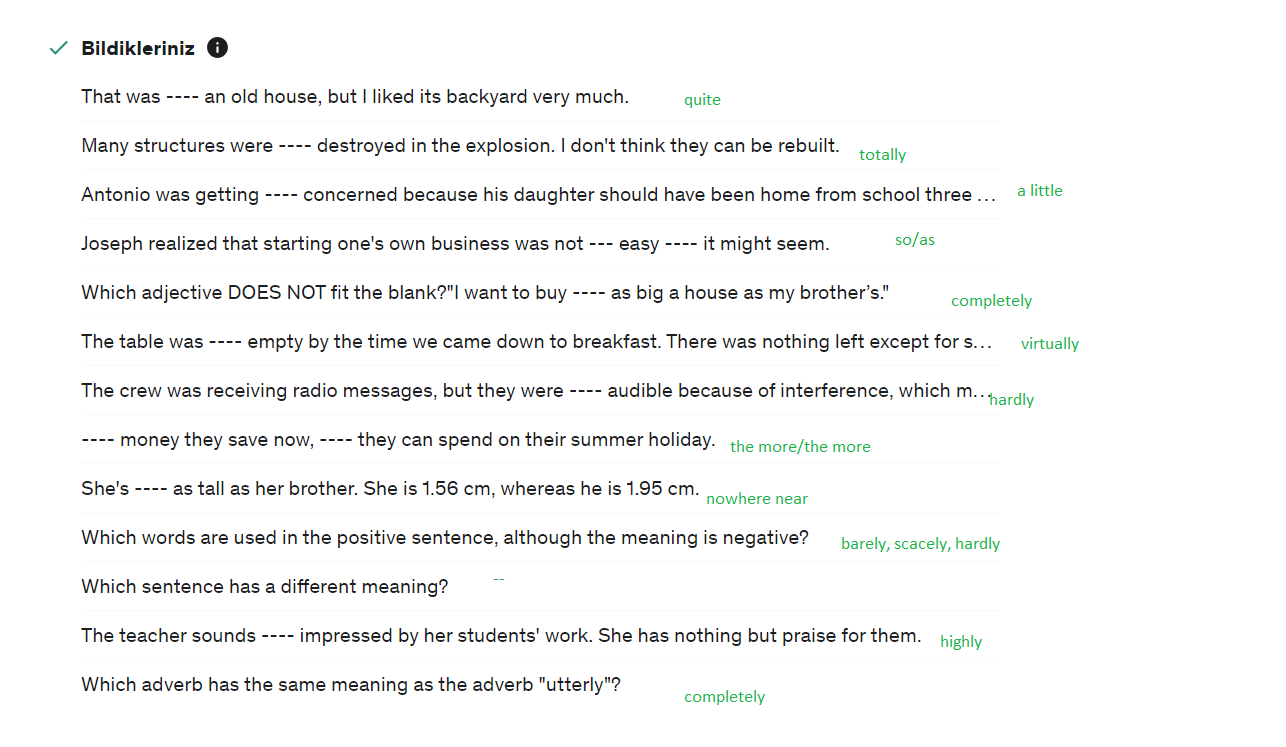 Bildikleriniz
That was ---- an old house, but I liked its backyard very much. quite
Many structures were ---- destroyed in the explosion. I don't think they can be rebuilt. totally
Antonio was getting ---- concerned because his daughter should have been home from school three ... a little
Joseph realized that starting one's own business was not --- easy ---- it might seem. so/as
Which adjective DOES NOT fit the blank?"I want to buy ---- as big a house as my brother’s." completely
The table was ---- empty by the time we came down to breakfast. There was nothing left except for s... virtually
The crew was receiving radio messages, but they were ---- audible because of interference, which m... hardly
---- money they save now, ---- they can spend on their summer holiday. the more/the more
She's ---- as tall as her brother. She is 1.56 cm, whereas he is 1.95 cm. nowhere near
Which words are used in the positive sentence, although the meaning is negative? barely, scacely, hardly
Which sentence has a different meaning? --
The teacher sounds ---- impressed by her students' work. She has nothing but praise for them. highly
Which adverb has the same meaning as the adverb "utterly"? completely